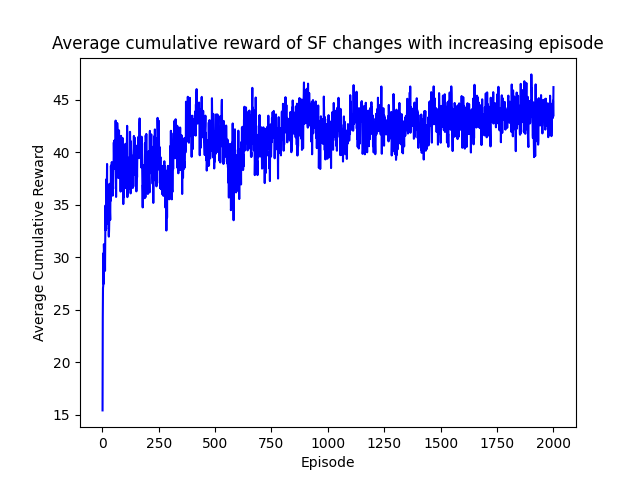 Average cumulative reward of SF changes with increasing episode
Average Cumulative Reward
45
40
35
30
25
20
15
0 250 500 750 1000 1250 1500 1750 2000
Episode